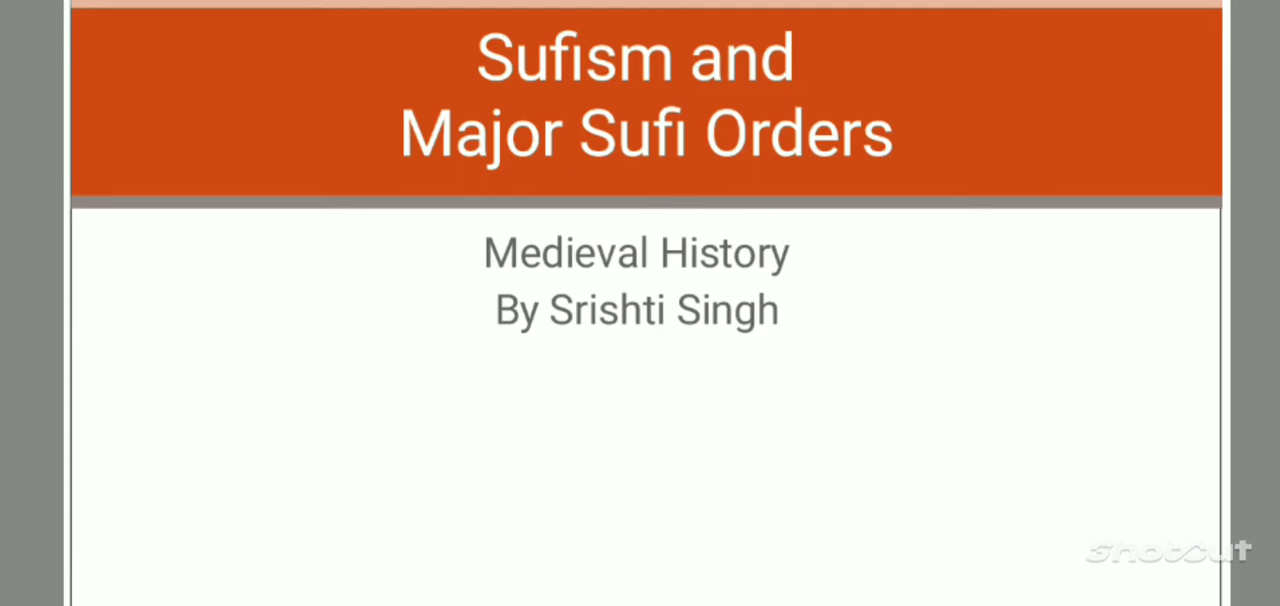 Sufism and
Major Sufi Orders
Medieval History
By Srishti Singh
ShotCut